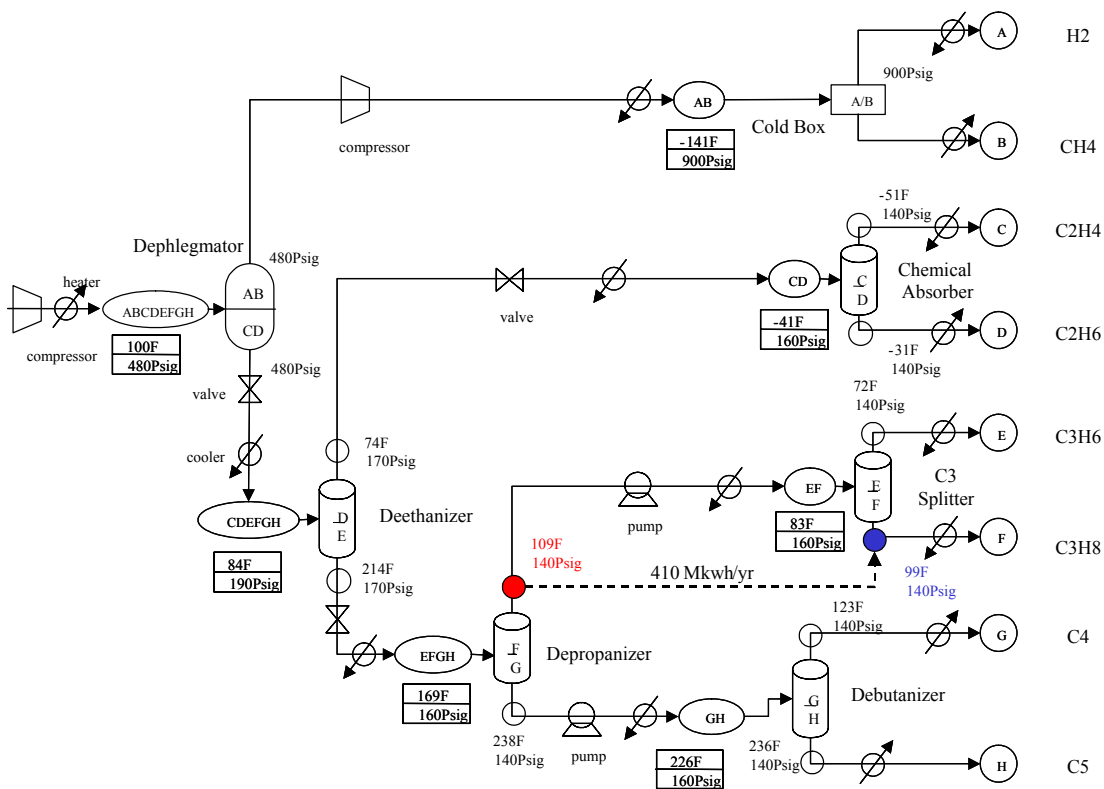 A
H2
900Psig
AB
A/B
compressor
Cold Box
-141F
900Psig
B
CH4
-51F
140Psig
C
C2H4
Dephlegmator
480Psig
heater
AB
CD
ABCDEFGH
compressor
100F
480Psig
480Psig
valve
valve
CD
C
D
Chemical
Absorber
-41F
160Psig
D
C2H6
-31F
140Psig
72F
140Psig
E
C3H6
cooler
74F
170Psig
CDEFGH
D
E
Deethanizer
84F
190Psig
214F
170Psig
pump
EF
E
F
C3
Splitter
83F
160Psig
F
C3H8
109F
140Psig
410 Mkwh/yr
99F
140Psig
EFGH
169F
160Psig
F
G
Depropanizer
123F
140Psig
G
C4
238F
140Psig
pump
GH
226F
160Psig
G
H
Debutanizer
236F
140Psig
H
C5